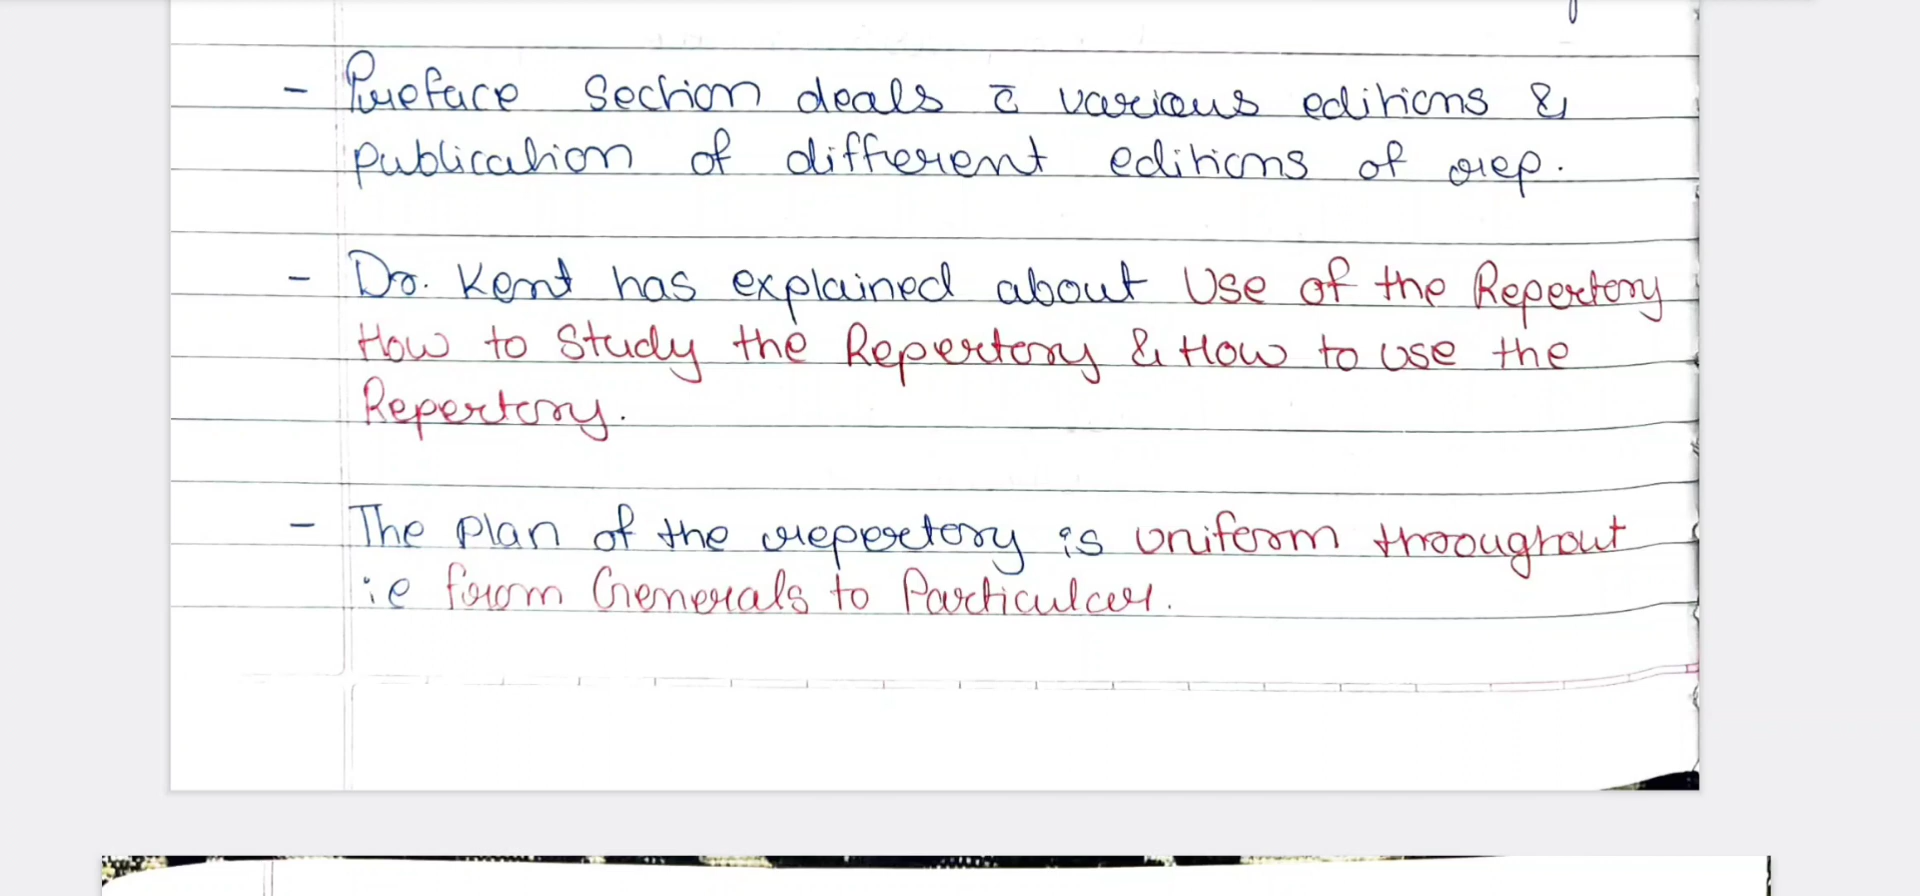 - Preface Section deals c̄ various editions &
publication of different editions of rep.
- Dr. Kent has explained about Use of the Repertory
How to Study the Repertory & How to use the
Repertory.
- The plan of the repertory is uniform throughout
ie from Generals to Particular.